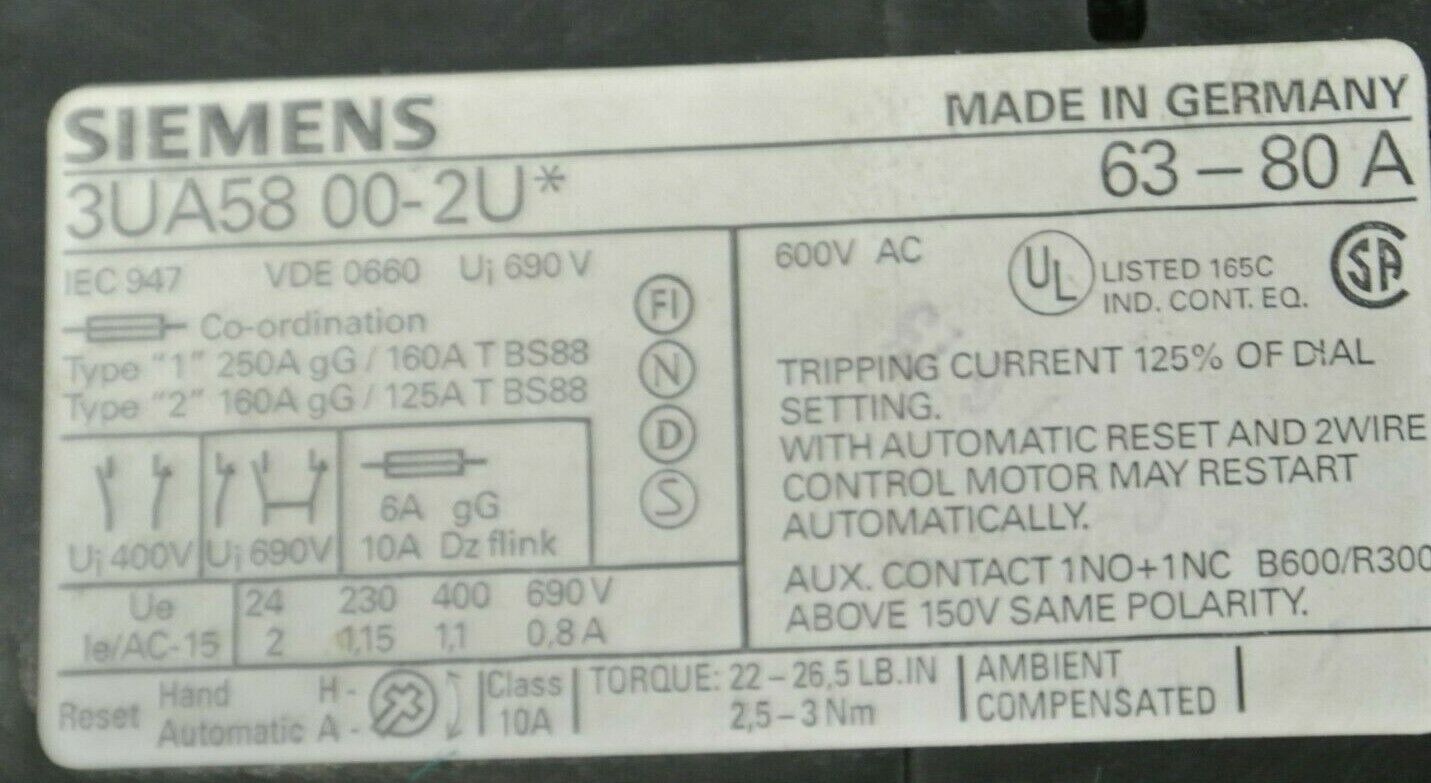 SIEMENS
MADE IN GERMANY
3UA58 00-2U*
63 – 80 A
IEC 947 VDE 0660 Ui 690 V
Co-ordination
Type "1" 250A gG / 160A T BS88
Type "2" 160A gG / 125A T BS88
FI
N
D
S
Ui 400V
Ui 690V
6A gG
10A Dz flink
Ue 24 230 400 690 V
Ie/AC-15 2 1,15 1,1 0,8 A
600V AC
UL
LISTED 165C
IND. CONT. EQ.
SA
TRIPPING CURRENT 125% OF DIAL
SETTING.
WITH AUTOMATIC RESET AND 2WIRE
CONTROL MOTOR MAY RESTART
AUTOMATICALLY.
AUX. CONTACT 1NO+1NC B600/R300
ABOVE 150V SAME POLARITY.
Reset
Hand H -
Automatic A -
Class
10A
TORQUE: 22 – 26,5 LB.IN
2,5 – 3 Nm
AMBIENT
COMPENSATED